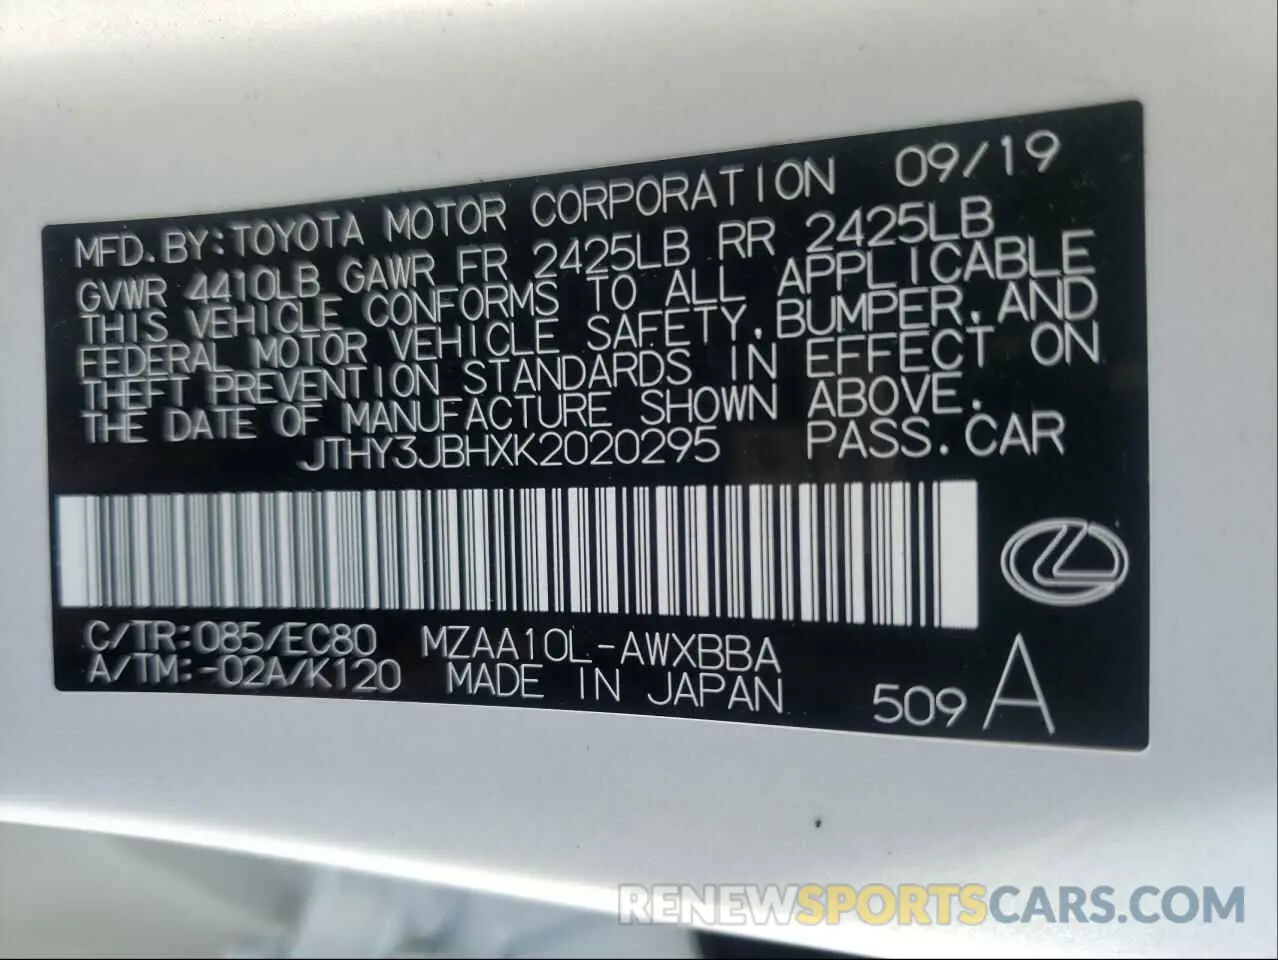 MFD.BY:TOYOTA MOTOR CORPORATION 09/19
GVWR 4410LB GAWR FR 2425LB RR 2425LB
THIS VEHICLE CONFORMS TO ALL APPLICABLE
FEDERAL MOTOR VEHICLE SAFETY,BUMPER,AND
THEFT PREVENTION STANDARDS IN EFFECT ON
THE DATE OF MANUFACTURE SHOWN ABOVE.
JTHY3JBHXK2020295 PASS.CAR
C/TR:085/EC80 MZAA10L-AWXBBA
A/TM:-02A/K120 MADE IN JAPAN 509 A
RENEWSPORTSCARS.COM